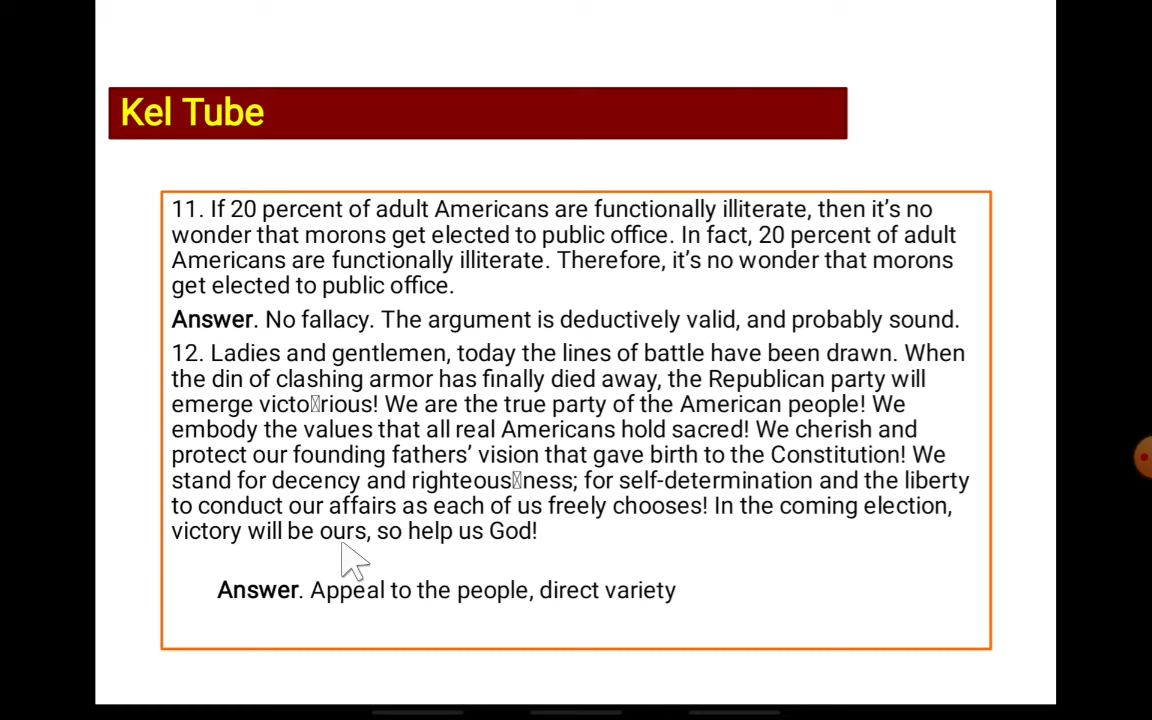 Kel Tube
11. If 20 percent of adult Americans are functionally illiterate, then it’s no
wonder that morons get elected to public office. In fact, 20 percent of adult
Americans are functionally illiterate. Therefore, it’s no wonder that morons
get elected to public office.
Answer. No fallacy. The argument is deductively valid, and probably sound.
12. Ladies and gentlemen, today the lines of battle have been drawn. When
the din of clashing armor has finally died away, the Republican party will
emerge victo▯rious! We are the true party of the American people! We
embody the values that all real Americans hold sacred! We cherish and
protect our founding fathers’ vision that gave birth to the Constitution! We
stand for decency and righteous▯ness; for self-determination and the liberty
to conduct our affairs as each of us freely chooses! In the coming election,
victory will be ours, so help us God!
Answer. Appeal to the people, direct variety